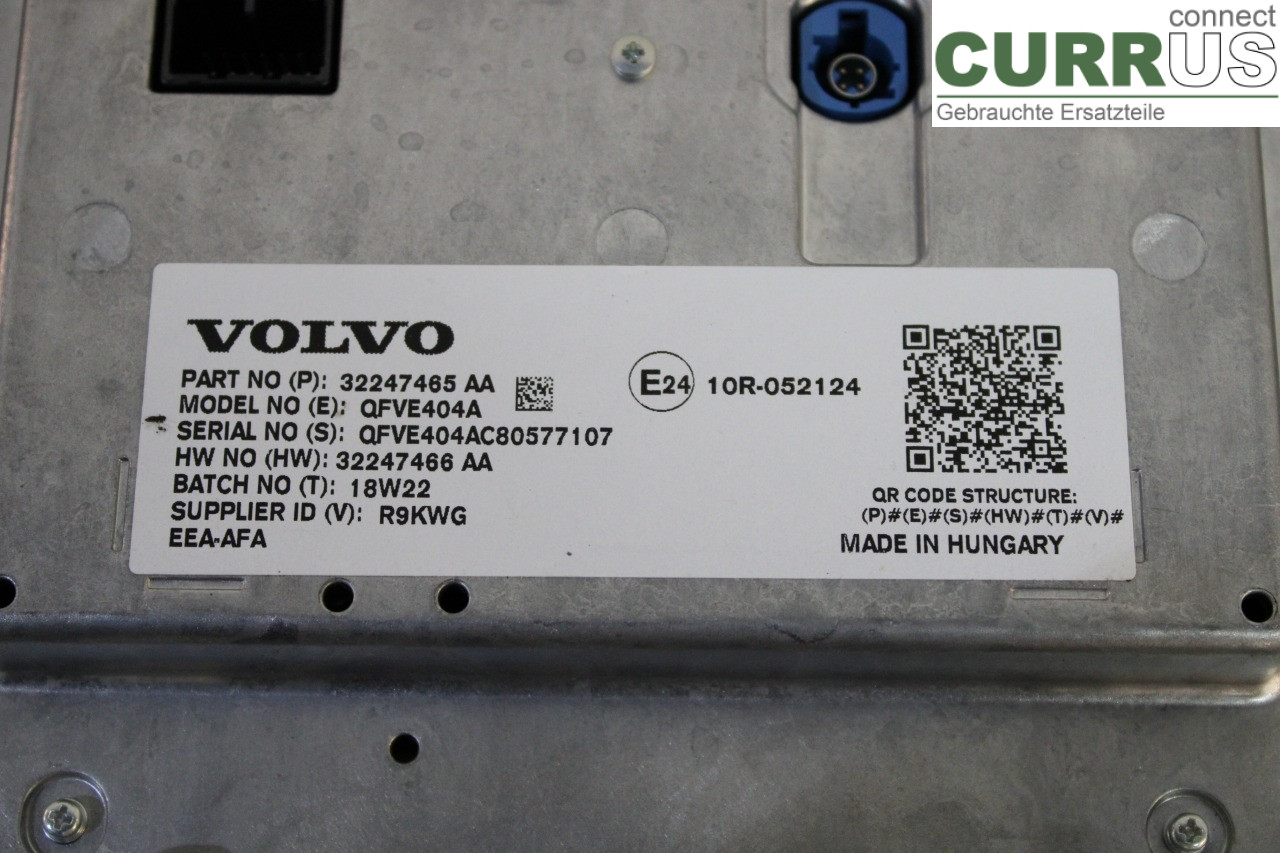 connect
CURRUS
Gebrauchte Ersatzteile
VOLVO
PART NO (P): 32247465 AA
MODEL NO (E): QFVE404A
SERIAL NO (S): QFVE404AC80577107
HW NO (HW): 32247466 AA
BATCH NO (T): 18W22
SUPPLIER ID (V): R9KWG
EEA-AFA
E24 10R-052124
QR CODE STRUCTURE:
(P)#(E)#(S)#(HW)#(T)#(V)#
MADE IN HUNGARY